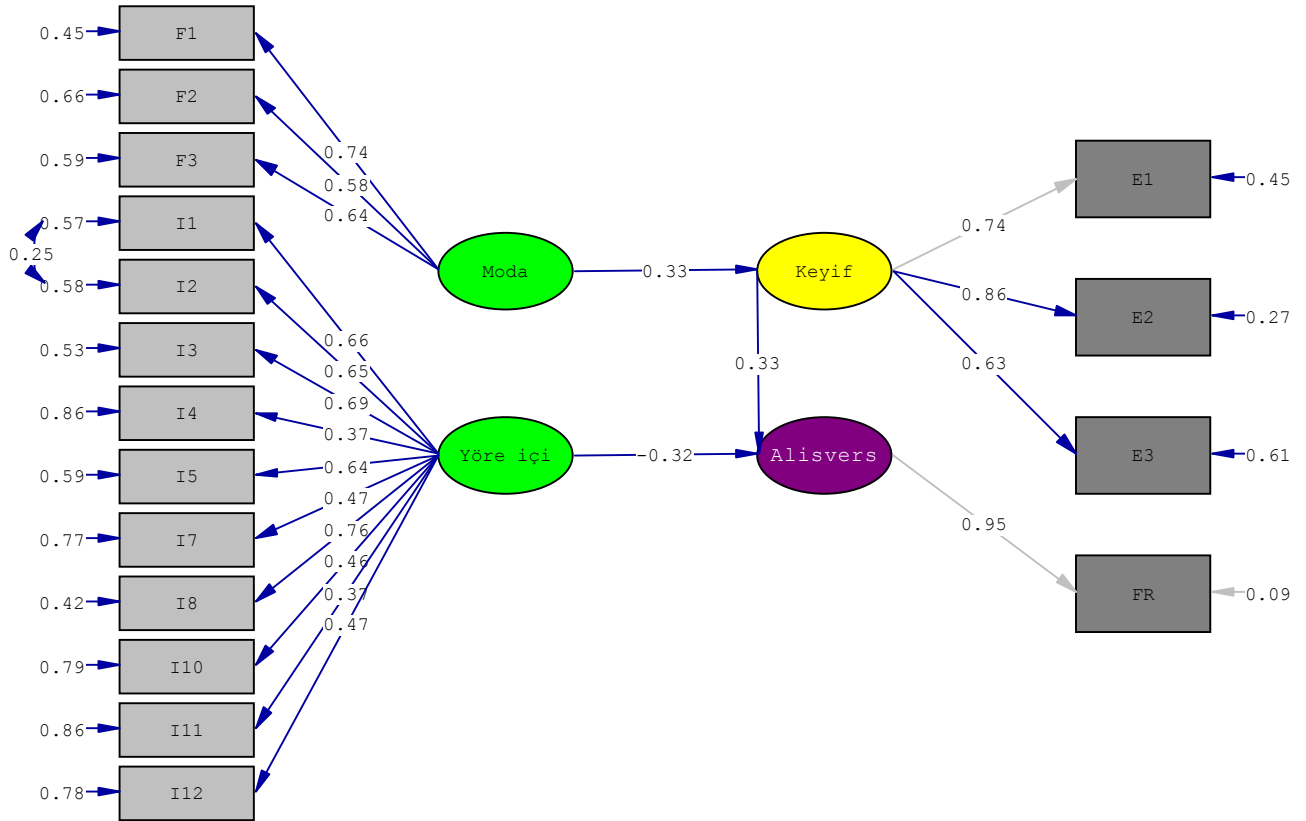 0.45 F1
0.66 F2
0.59 F3
0.57 I1
0.25
0.58 I2
0.53 I3
0.86 I4
0.59 I5
0.77 I7
0.42 I8
0.79 I10
0.86 I11
0.78 I12
0.74
0.58
0.64
0.66
0.65
0.69
0.37
0.64
0.47
0.76
0.46
0.37
0.47
Moda
Yöre içi
0.33
-0.32
Keyif
0.33
Alisvers
0.74
0.86
0.63
0.95
E1 0.45
E2 0.27
E3 0.61
FR 0.09